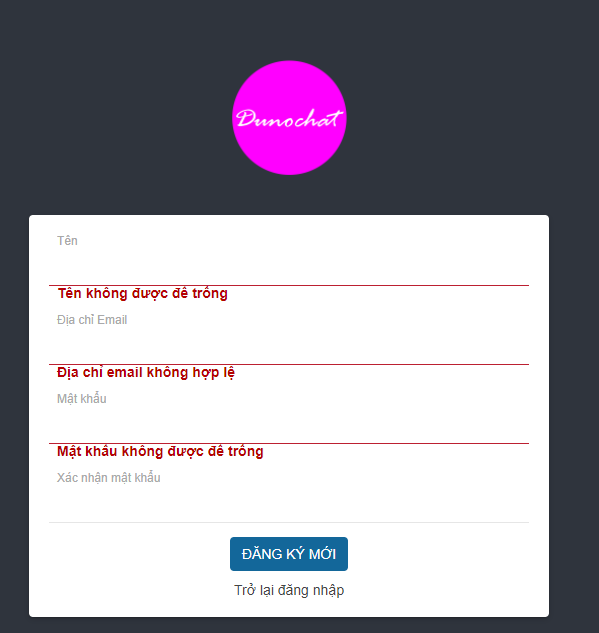 Dunochat
Tên
Tên không được để trống
Địa chỉ Email
Địa chỉ email không hợp lệ
Mật khẩu
Mật khẩu không được để trống
Xác nhận mật khẩu
ĐĂNG KÝ MỚI
Trở lại đăng nhập